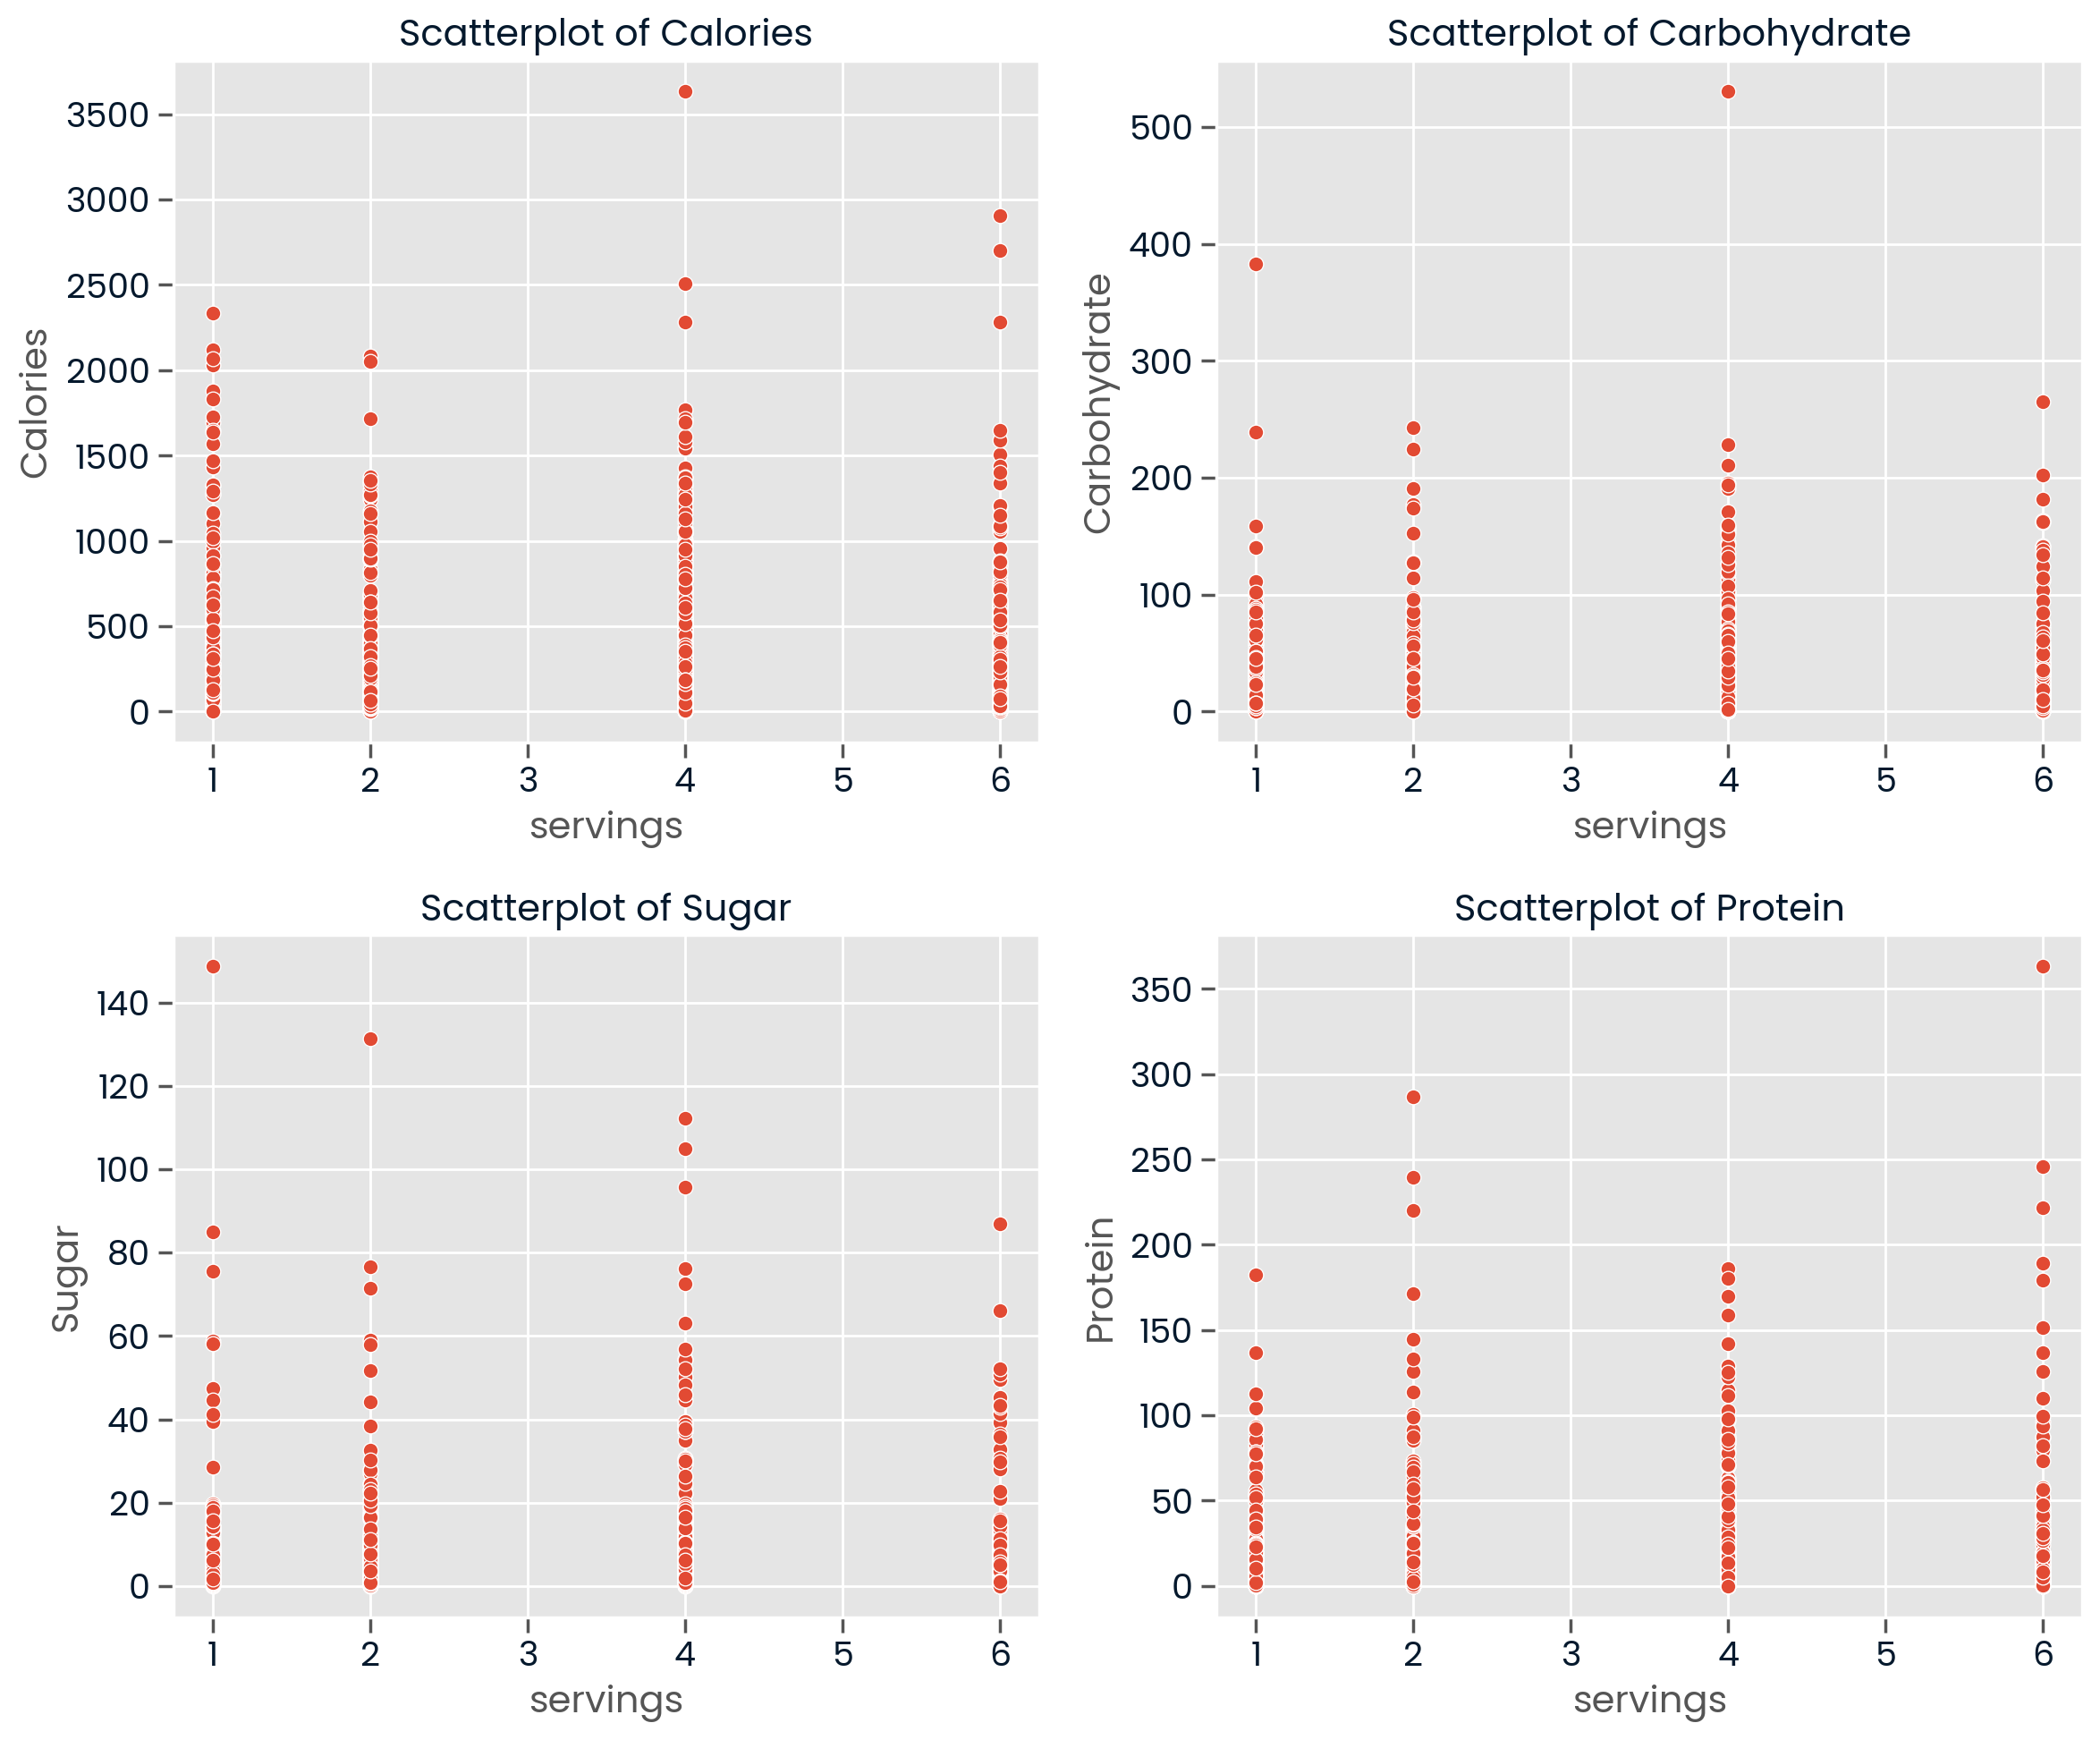 Scatterplot of Calories
3500
3000
2500
2000
1500
1000
500
0
Calories
1 2 3 4 5 6
servings
Scatterplot of Carbohydrate
500
400
300
200
100
0
Carbohydrate
1 2 3 4 5 6
servings
Scatterplot of Sugar
140
120
100
80
60
40
20
0
Sugar
1 2 3 4 5 6
servings
Scatterplot of Protein
350
300
250
200
150
100
50
0
Protein
1 2 3 4 5 6
servings